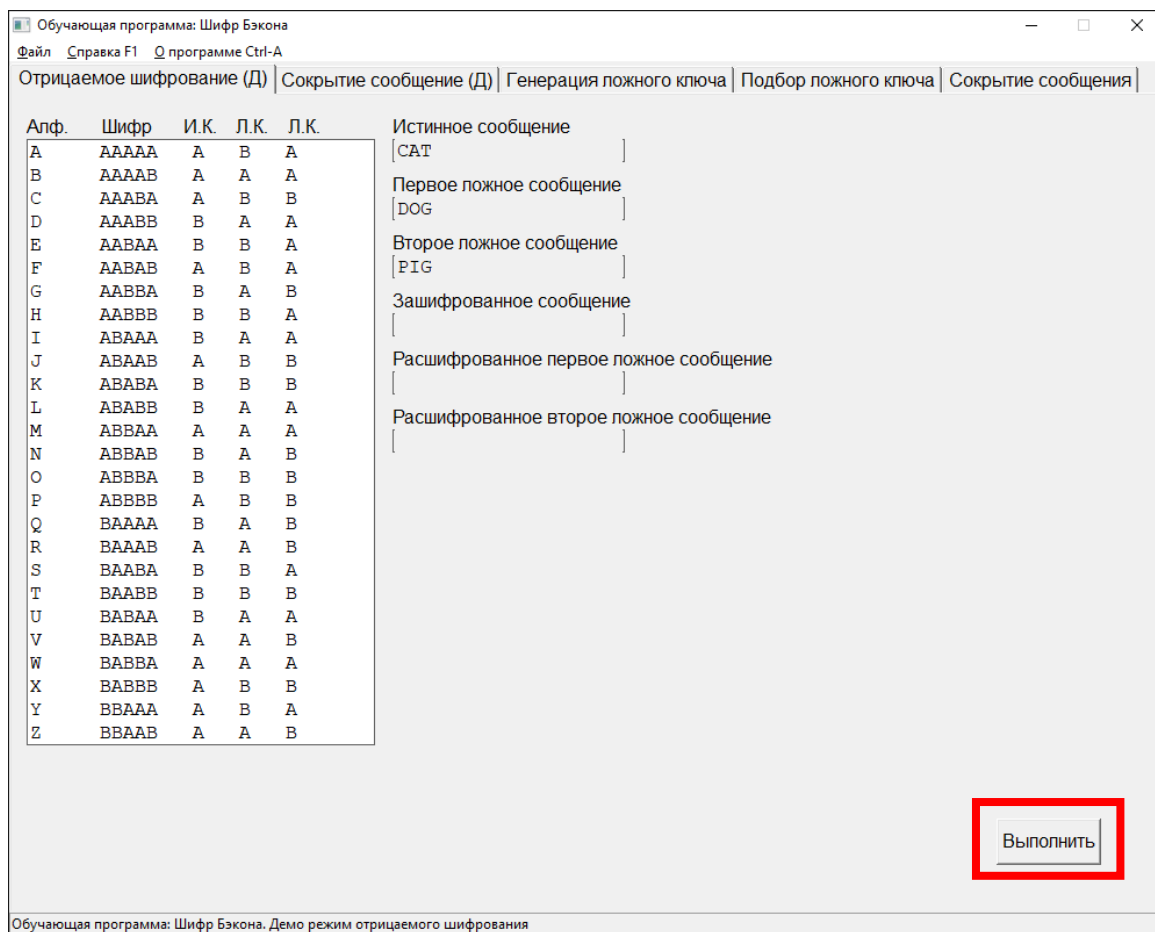 Обучающая программа: Шифр Бэкона
Файл Справка F1 О программе Ctrl-A
Отрицаемое шифрование (Д) Сокрытие сообщение (Д) Генерация ложного ключа Подбор ложного ключа Сокрытие сообщения
Алф. Шифр И.К. Л.К. Л.К.
A AAAAA A B A
B AAAAB A A A
C AAABA A B B
D AAABB B A A
E AABAA B B A
F AABAB A B A
G AABBA B A B
H AABBB B B A
I ABAAA B A A
J ABAAB A B B
K ABABA B B B
L ABABB B A A
M ABBAA A A A
N ABBAB B A B
O ABBBA B B B
P ABBBB A B B
Q BAAAA B A B
R BAAAB A A B
S BAABA B B A
T BAABB B B B
U BABAA B A A
V BABAB A A B
W BABBA A A A
X BABBB A B B
Y BBAAA A B A
Z BBAAB A A B
Истинное сообщение
CAT
Первое ложное сообщение
DOG
Второе ложное сообщение
PIG
Зашифрованное сообщение
Расшифрованное первое ложное сообщение
Расшифрованное второе ложное сообщение
Выполнить
Обучающая программа: Шифр Бэкона. Демо режим отрицаемого шифрования